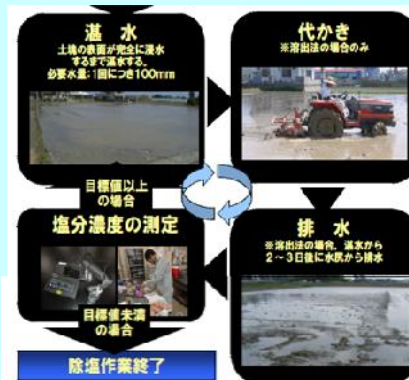 湛水
土壌の表面が完全に浸水
するまで湛水する。
必要水量：1回につき100mm
代かき
※溶出法の場合のみ
目標値以上
の場合
塩分濃度の測定
排水
※溶出法の場合，湛水から
2～3日後に水尻から排水
目標値未満
の場合
除塩作業終了